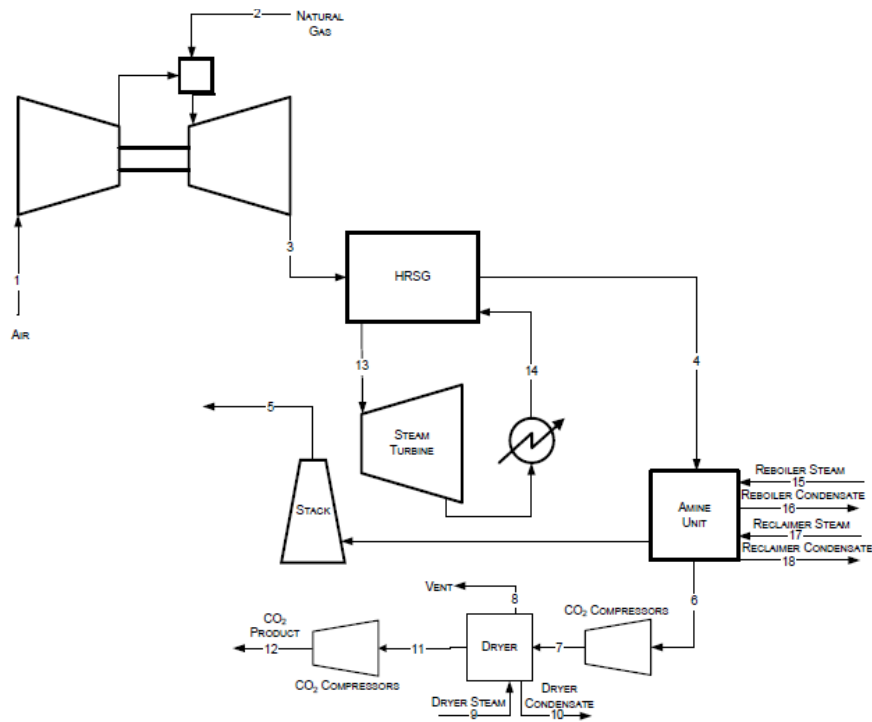 2
NATURAL
GAS
1
AIR
3
HRSG
4
13
14
5
STEAM
TURBINE
STACK
AMINE
UNIT
REBOILER STEAM
15
REBOILER CONDENSATE
16
RECLAIMER STEAM
17
RECLAIMER CONDENSATE
18
6
CO₂ COMPRESSORS
7
VENT
8
DRYER
CO₂
PRODUCT
12
CO₂ COMPRESSORS
11
DRYER STEAM
9
DRYER
CONDENSATE
10